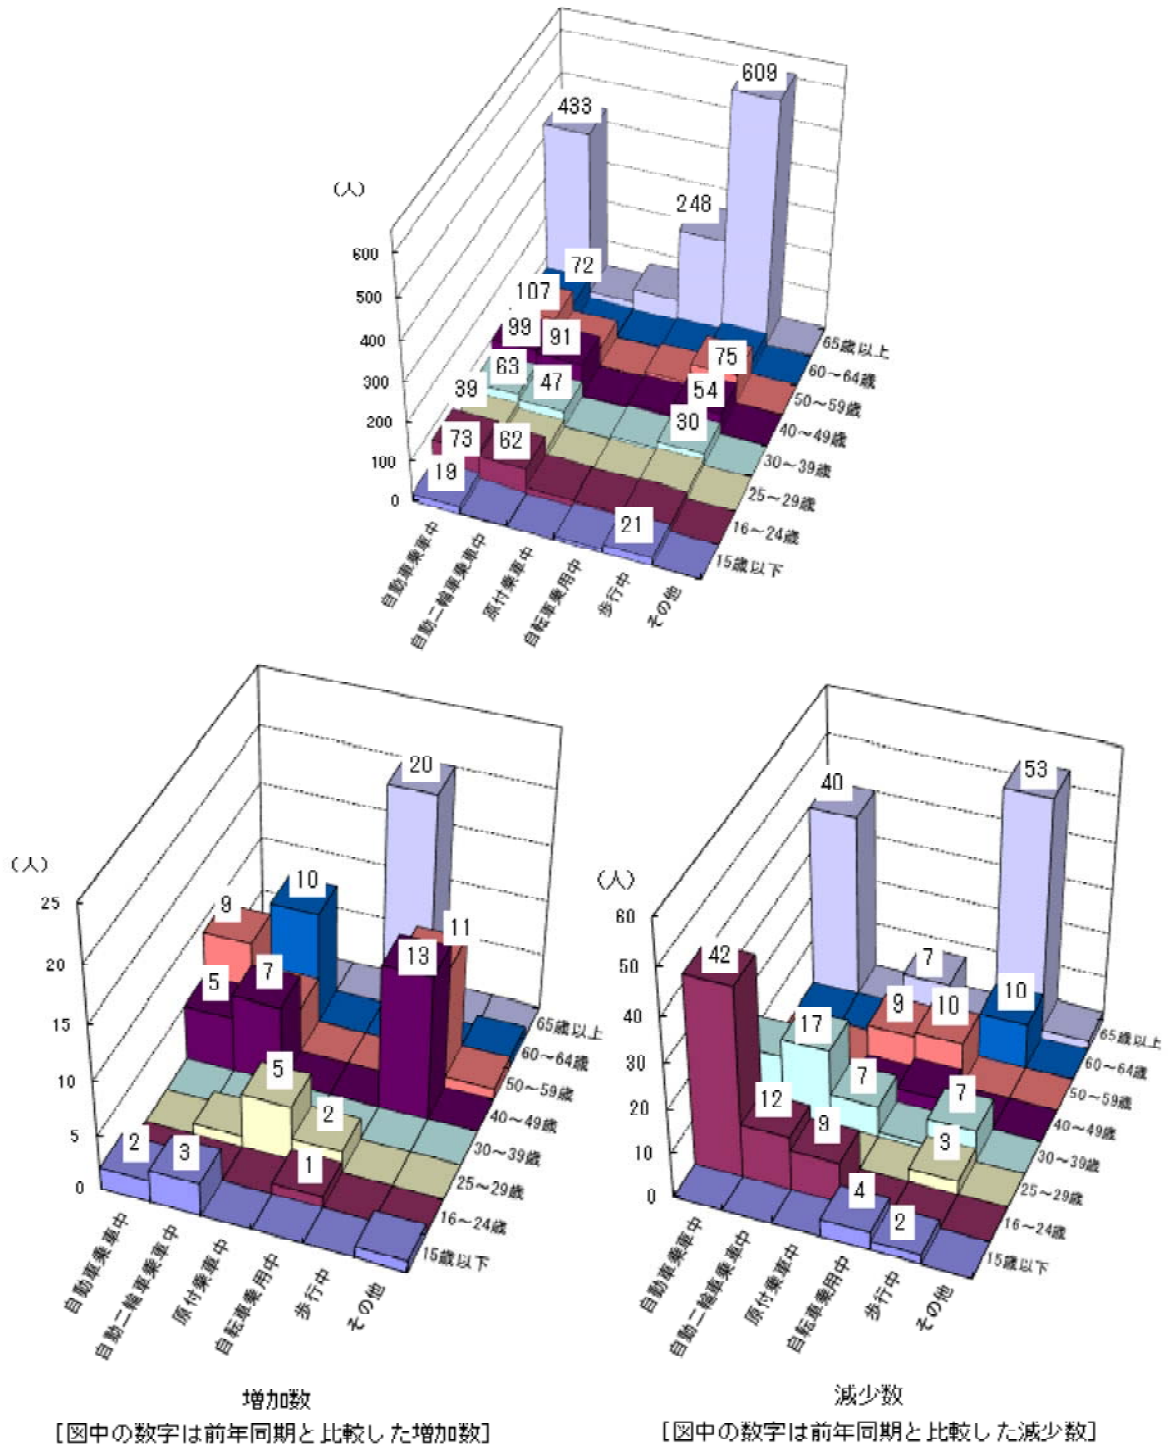 609
433
(人)
248
600
72
500
107
400
99
91
75
65歳以上
60～64歳
300
63
47
54
50～59歳
200
39
30
40～49歳
100
73
62
30～39歳
0
19
21
25～29歳
16～24歳
15歳以下
自動車乗車中
自動二輪車乗車中
原付乗車中
自転車乗用中
歩行中
その他
20
(人)
25
9
10
11
20
5
7
13
15
65歳以上
60～64歳
10
5
50～59歳
2
40～49歳
5
2
3
1
30～39歳
0
25～29歳
16～24歳
15歳以下
自動車乗車中
自動二輪車乗車中
原付乗車中
自転車乗用中
歩行中
その他
増加数
[図中の数字は前年同期と比較した増加数]
53
40
(人)
60
42
7
50
9
10
10
40
17
65歳以上
30
7
60～64歳
12
7
50～59歳
20
9
3
40～49歳
10
4
30～39歳
0
2
25～29歳
16～24歳
15歳以下
自動車乗車中
自動二輪車乗車中
原付乗車中
自転車乗用中
歩行中
その他
減少数
[図中の数字は前年同期と比較した減少数]